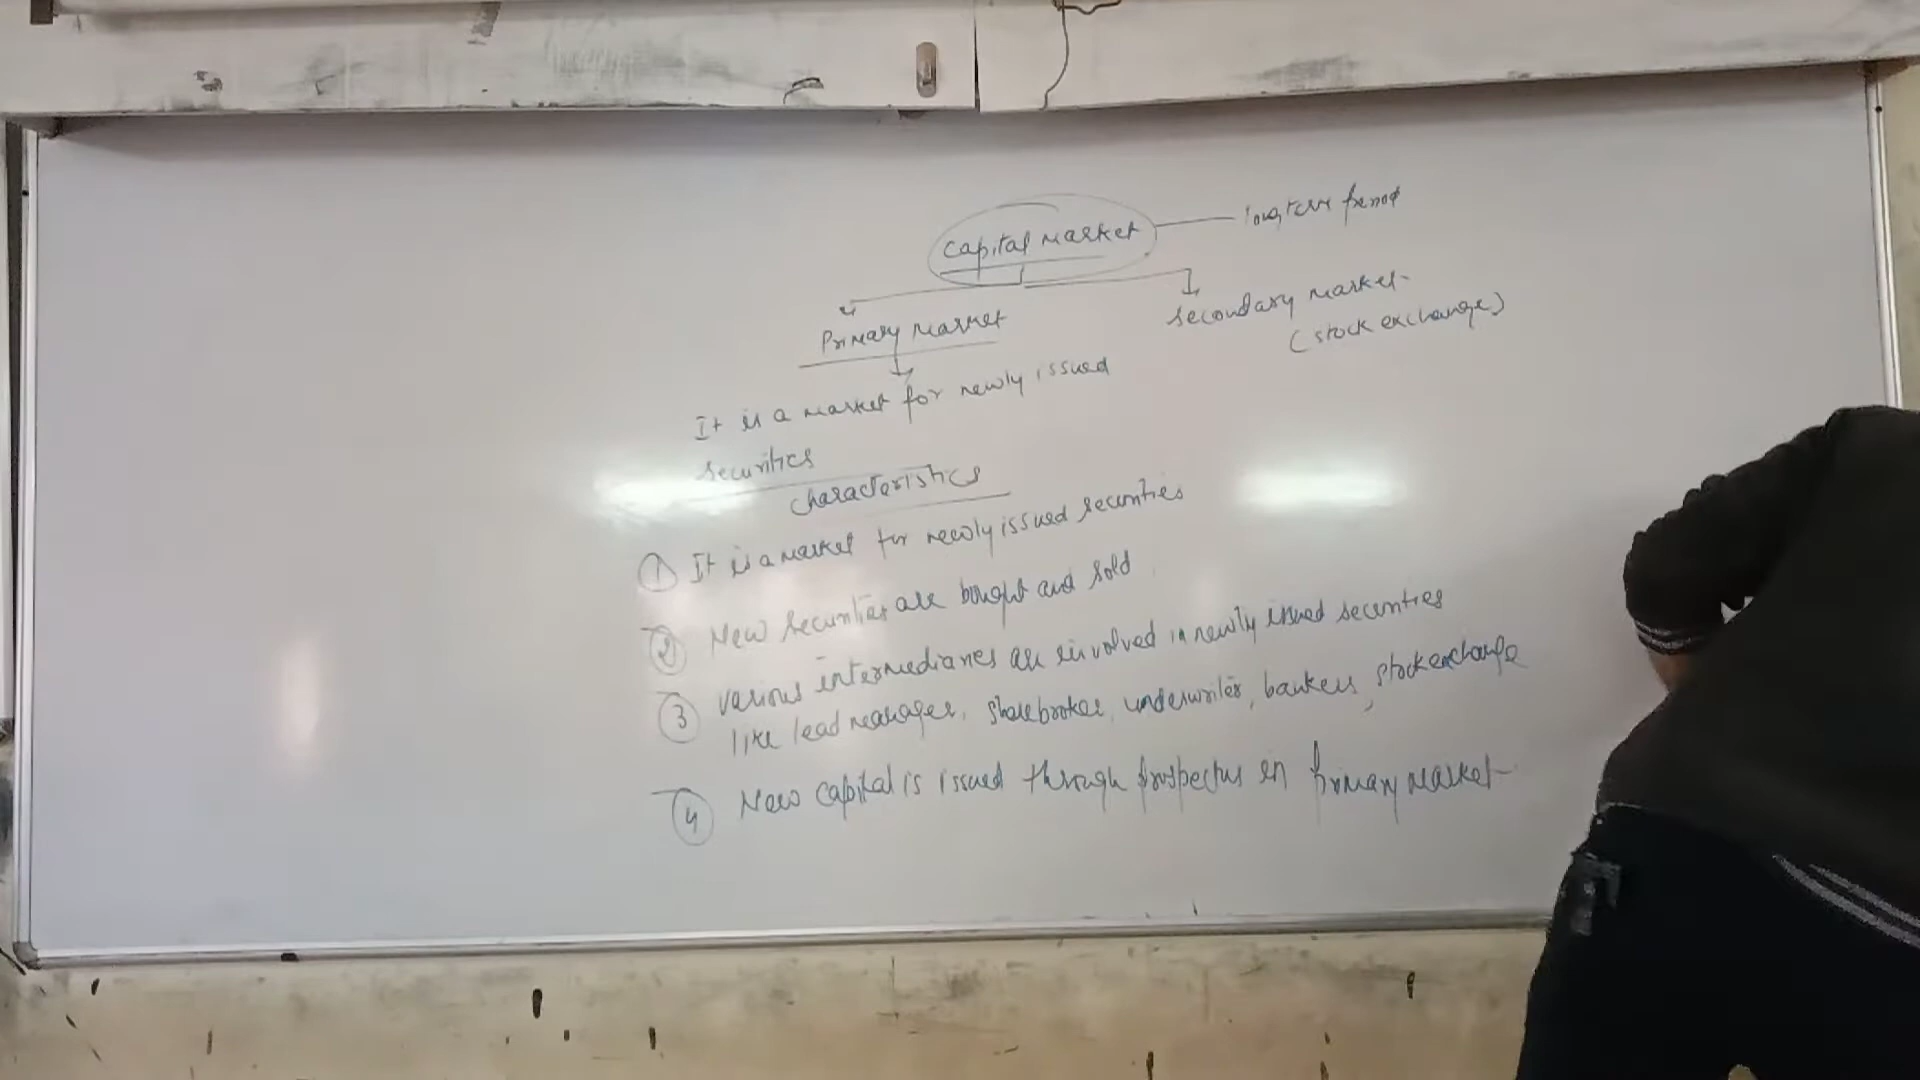 Capital Market
long term period
Primary Market
Secondary market
(stock exchange)
It is a market for newly issued
securities
Characteristics
① It is a market for newly issued securities
② New securities are bought and sold
③ various intermediaries are involved in newly issued securities
like lead manager, sharebroker, underwriter, bankers, stock exchange
④ New capital is issued through prospectus in primary market